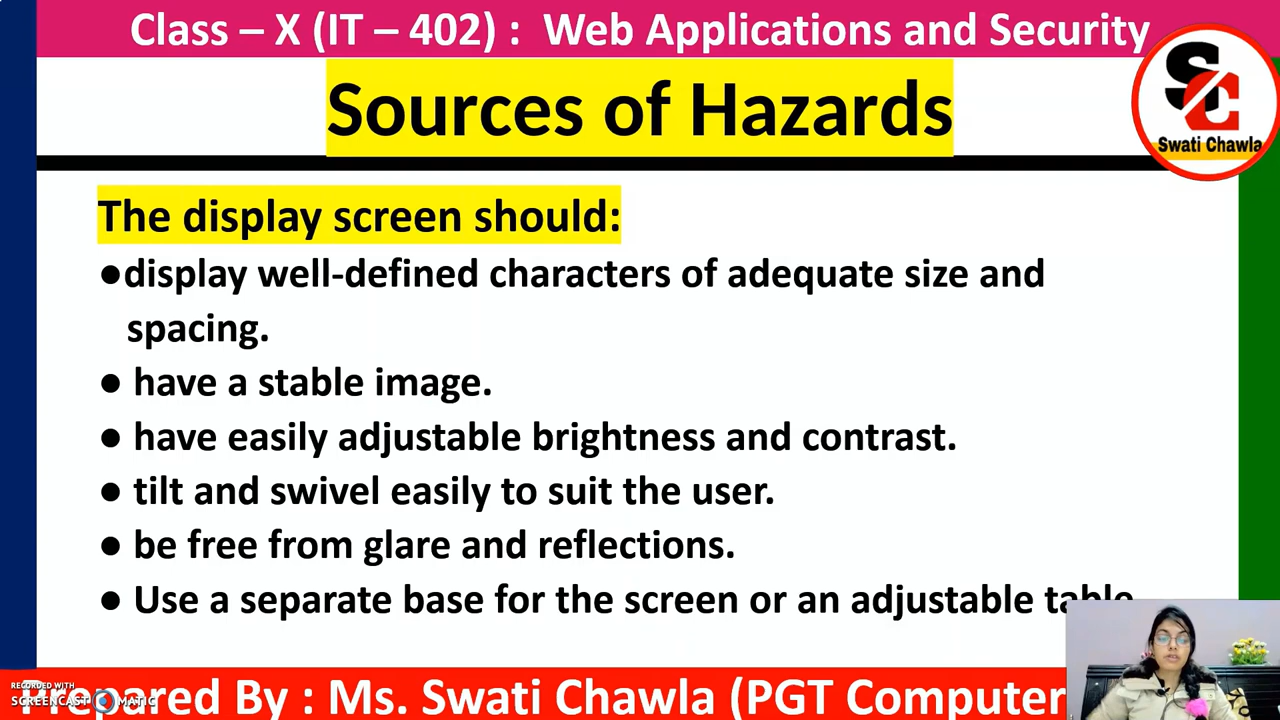 Class – X (IT – 402) : Web Applications and Security
Sources of Hazards
SC
Swati Chawla
The display screen should:
●display well-defined characters of adequate size and
spacing.
● have a stable image.
● have easily adjustable brightness and contrast.
● tilt and swivel easily to suit the user.
● be free from glare and reflections.
● Use a separate base for the screen or an adjustable table
Prepared By : Ms. Swati Chawla (PGT Computer
RECORDED WITH
SCREENCAST MATIC